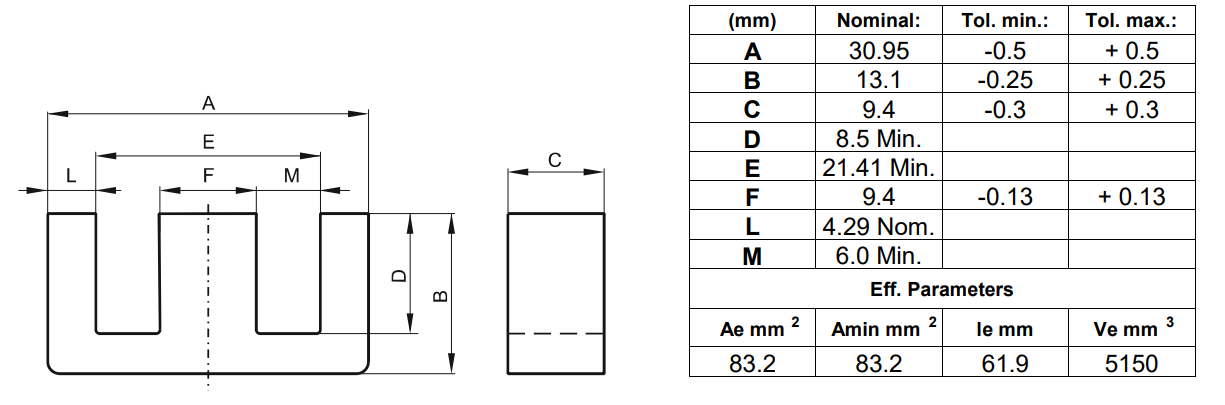 A
E
L F M
C
D
B
(mm) Nominal: Tol. min.: Tol. max.:
A 30.95 -0.5 + 0.5
B 13.1 -0.25 + 0.25
C 9.4 -0.3 + 0.3
D 8.5 Min.
E 21.41 Min.
F 9.4 -0.13 + 0.13
L 4.29 Nom.
M 6.0 Min.
Eff. Parameters
Ae mm 2 Amin mm 2 le mm Ve mm 3
83.2 83.2 61.9 5150